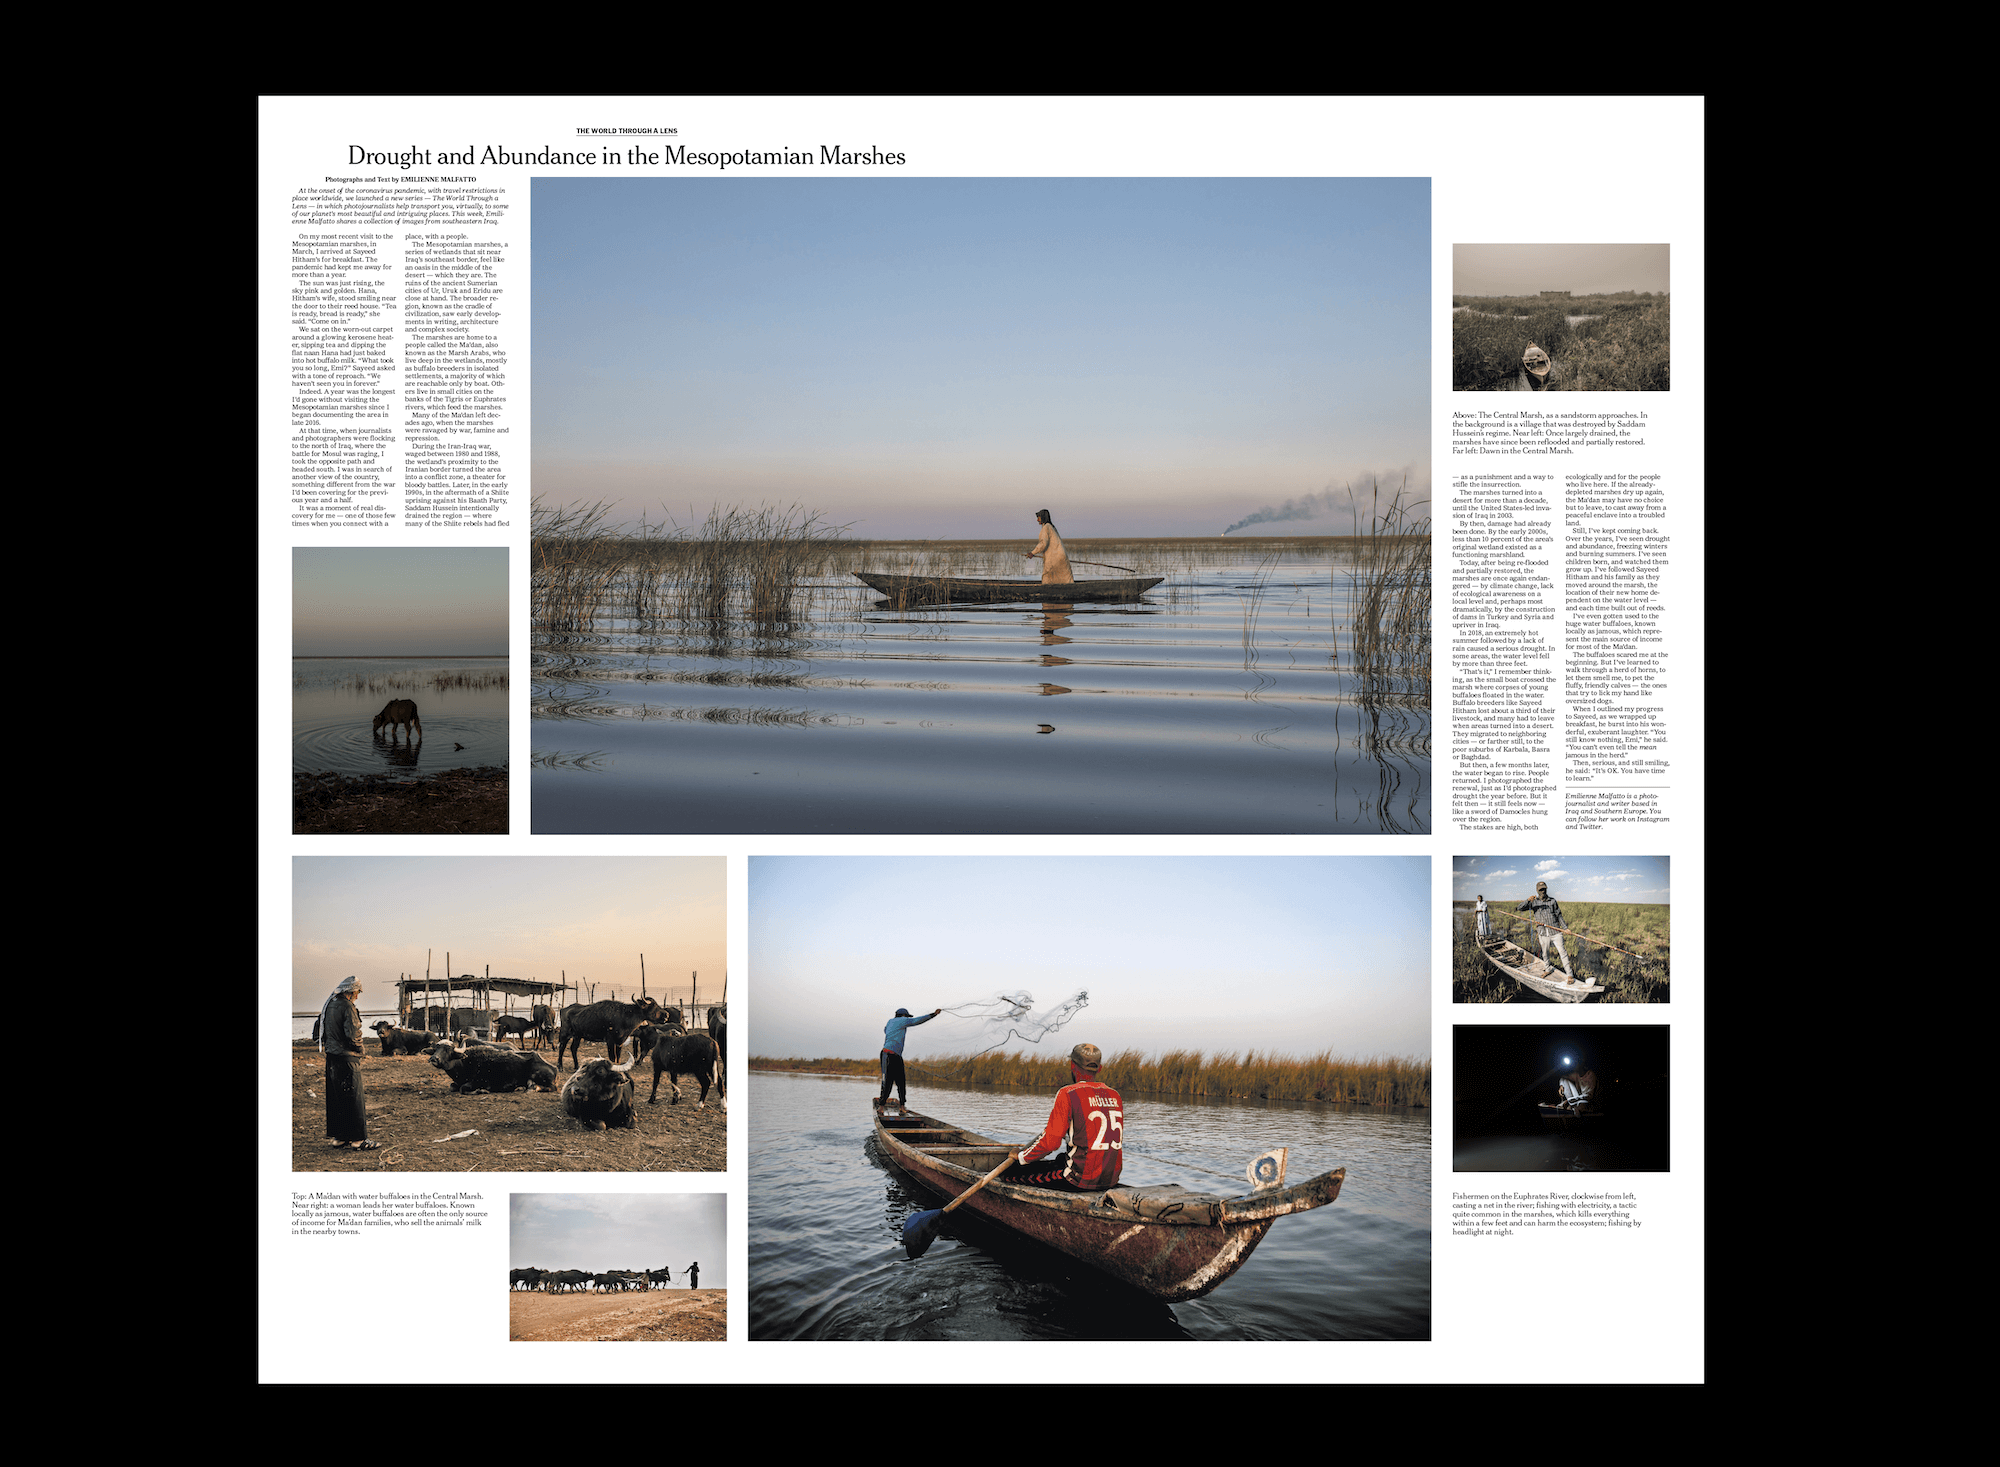 THE WORLD THROUGH A LENS
Drought and Abundance in the Mesopotamian Marshes
Photographs and Text by EMILIENNE MALFATTO
At the onset of the coronavirus pandemic, with travel restrictions in
place worldwide, we launched a new series — The World Through a
Lens — in which photojournalists help transport you, virtually, to some
of our planet's most beautiful and intriguing places. This week, Emili-
enne Malfatto shares a collection of images from southeastern Iraq.
On my most recent visit to the
Mesopotamian marshes, in
March, I arrived at Sayeed
Hitham's for breakfast. The
pandemic had kept me away for
more than a year.
The sun was just rising, the
sky pink and golden. Hana,
Hitham's wife, stood smiling near
the door to their reed house. "Tea
is ready, bread is ready," she
said. "Come on in."
We sat on the worn-out carpet
around a glowing kerosene heat-
er, sipping tea and dipping the
flat naan Hana had just baked
into hot buffalo milk. "What took
you so long, Emi?" Sayeed asked
with a tone of reproach. "We
haven't seen you in forever."
Indeed. A year was the longest
I'd gone without visiting the
Mesopotamian marshes since I
began documenting the area in
late 2016.
At that time, when journalists
and photographers were flocking
to the north of Iraq, where the
battle for Mosul was raging, I
took the opposite path and
headed south. I was in search of
another view of the country,
something different from the war
I'd been covering for the previ-
ous year and a half.
It was a moment of real dis-
covery for me — one of those few
times when you connect with a
place, with a people.
The Mesopotamian marshes, a
series of wetlands that sit near
Iraq's southeast border, feel like
an oasis in the middle of the
desert — which they are. The
ruins of the ancient Sumerian
cities of Ur, Uruk and Eridu are
close at hand. The broader re-
gion, known as the cradle of
civilization, saw early develop-
ments in writing, architecture
and complex society.
The marshes are home to a
people called the Ma'dan, also
known as the Marsh Arabs, who
live deep in the wetlands, mostly
as buffalo breeders in isolated
settlements, a majority of which
are reachable only by boat. Oth-
ers live in small cities on the
banks of the Tigris or Euphrates
rivers, which feed the marshes.
Many of the Ma'dan left dec-
ades ago, when the marshes
were ravaged by war, famine and
repression.
During the Iran-Iraq war,
waged between 1980 and 1988,
the wetland's proximity to the
Iranian border turned the area
into a conflict zone, a theater for
bloody battles. Later, in the early
1990s, in the aftermath of a Shiite
uprising against his Baath Party,
Saddam Hussein intentionally
drained the region — where
many of the Shiite rebels had fled
Above: The Central Marsh, as a sandstorm approaches. In
the background is a village that was destroyed by Saddam
Hussein's regime. Near left: Once largely drained, the
marshes have since been reflooded and partially restored.
Far left: Dawn in the Central Marsh.
— as a punishment and a way to
stifle the insurrection.
The marshes turned into a
desert for more than a decade,
until the United States-led inva-
sion of Iraq in 2003.
By then, damage had already
been done. By the early 2000s,
less than 10 percent of the area's
original wetland existed as a
functioning marshland.
Today, after being re-flooded
and partially restored, the
marshes are once again endan-
gered — by climate change, lack
of ecological awareness on a
local level and, perhaps most
dramatically, by the construction
of dams in Turkey and Syria and
upriver in Iraq.
In 2018, an extremely hot
summer followed by a lack of
rain caused a serious drought. In
some areas, the water level fell
by more than three feet.
"That's it," I remember think-
ing, as the small boat crossed the
marsh where corpses of young
buffaloes floated in the water.
Buffalo breeders like Sayeed
Hitham lost about a third of their
livestock, and many had to leave
when areas turned into a desert.
They migrated to neighboring
cities — or farther still, to the
poor suburbs of Karbala, Basra
or Baghdad.
But then, a few months later,
the water began to rise. People
returned. I photographed the
renewal, just as I'd photographed
drought the year before. But it
felt then — it still feels now —
like a sword of Damocles hung
over the region.
The stakes are high, both
ecologically and for the people
who live here. If the already-
depleted marshes dry up again,
the Ma'dan may have no choice
but to leave, to cast away from a
peaceful enclave into a troubled
land.
Still, I've kept coming back.
Over the years, I've seen drought
and abundance, freezing winters
and burning summers. I've seen
children born, and watched them
grow up. I've followed Sayeed
Hitham and his family as they
moved around the marsh, the
location of their new home de-
pendent on the water level —
and each time built out of reeds.
I've even gotten used to the
huge water buffaloes, known
locally as jamous, which repre-
sent the main source of income
for most of the Ma'dan.
The buffaloes scared me at the
beginning. But I've learned to
walk through a herd of horns, to
let them smell me, to pet the
fluffy, friendly calves — the ones
that try to lick my hand like
oversized dogs.
When I outlined my progress
to Sayeed, as we wrapped up
breakfast, he burst into his won-
derful, exuberant laughter. "You
still know nothing, Emi," he said.
"You can't even tell the mean
jamous in the herd."
Then, serious, and still smiling,
he said: "It's OK. You have time
to learn."
Emilienne Malfatto is a photo-
journalist and writer based in
Iraq and Southern Europe. You
can follow her work on Instagram
and Twitter.
MÜLLER
25
Top: A Ma'dan with water buffaloes in the Central Marsh.
Near right: a woman leads her water buffaloes. Known
locally as jamous, water buffaloes are often the only source
of income for Ma'dan families, who sell the animals' milk
in the nearby towns.
Fishermen on the Euphrates River, clockwise from left,
casting a net in the river; fishing with electricity, a tactic
quite common in the marshes, which kills everything
within a few feet and can harm the ecosystem; fishing by
headlight at night.